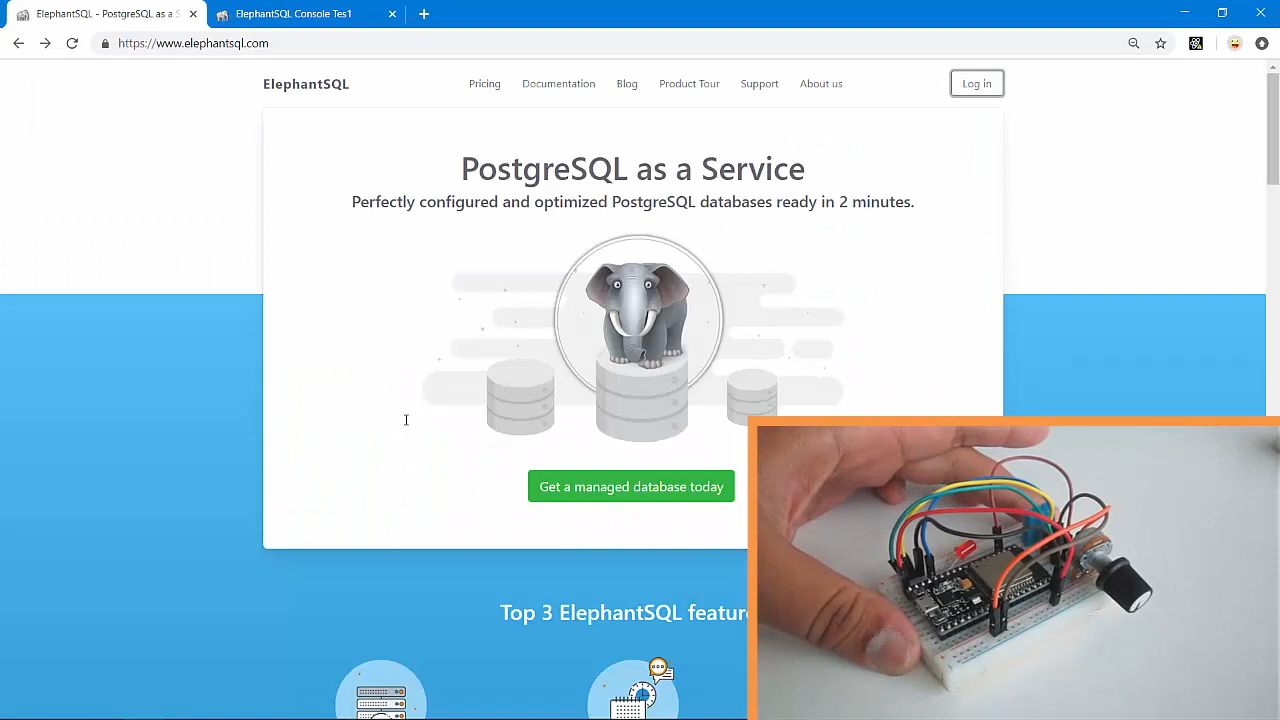 ElephantSQL - PostgreSQL as a S
ElephantSQL Console Tes1
https://www.elephantsql.com
ElephantSQL
Pricing
Documentation
Blog
Product Tour
Support
About us
Log in
PostgreSQL as a Service
Perfectly configured and optimized PostgreSQL databases ready in 2 minutes.
Get a managed database today
Top 3 ElephantSQL feature